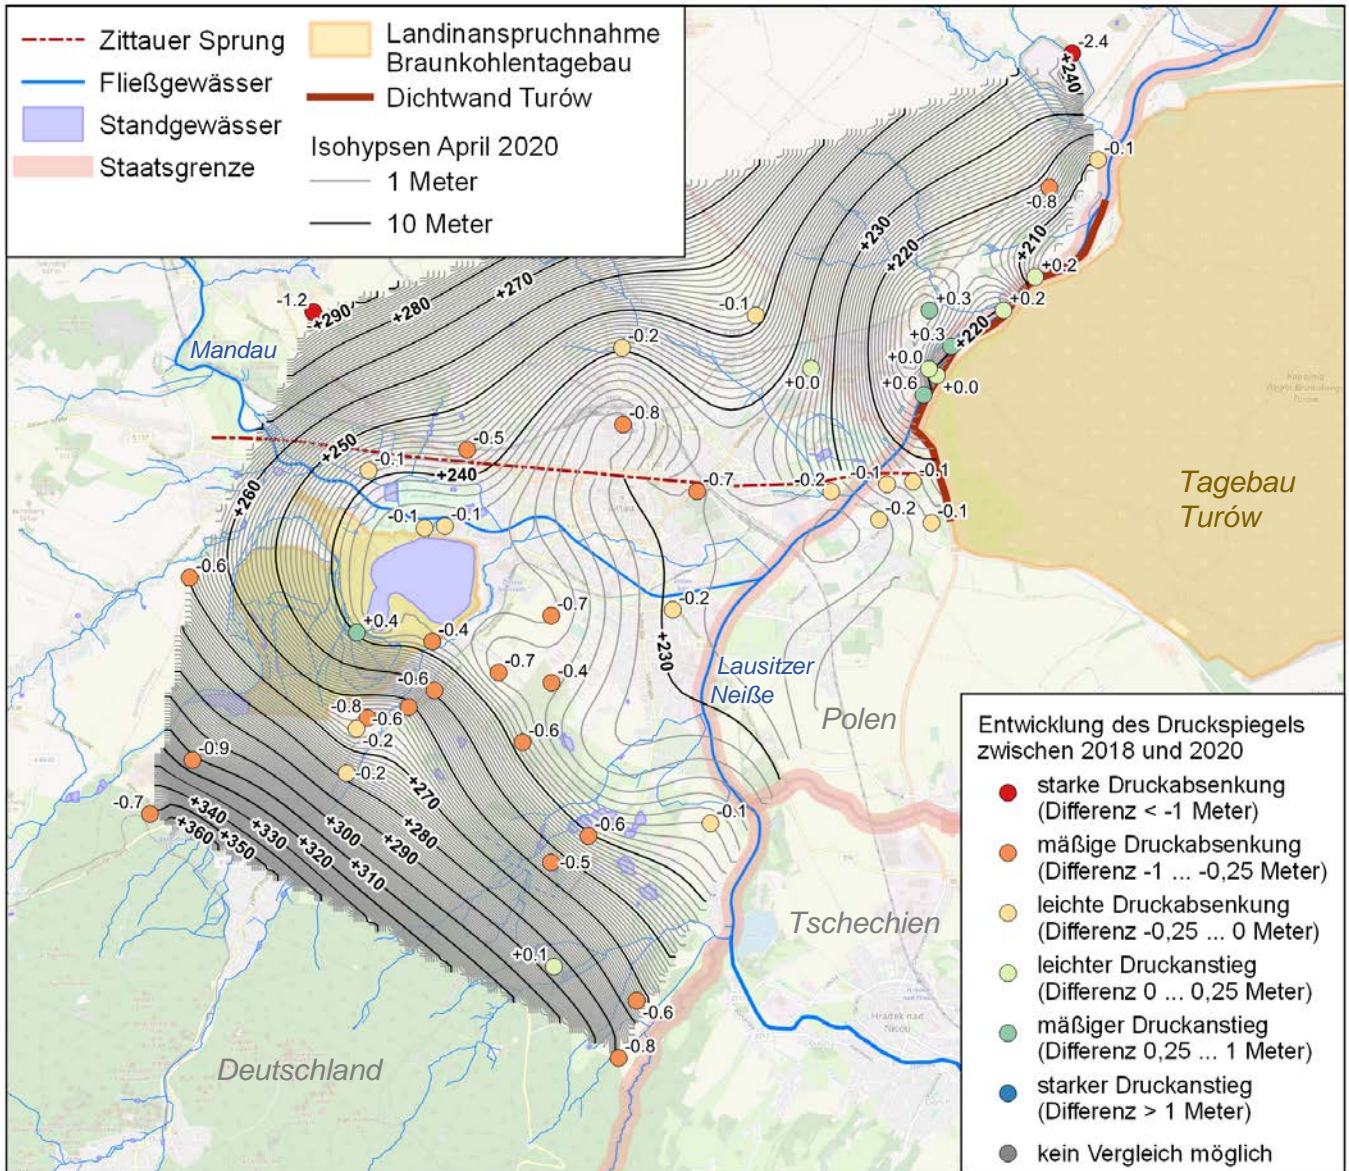 Zittauer Sprung
Fließgewässer
Standgewässer
Staatsgrenze
Landinanspruchnahme
Braunkohlentagebau
Dichtwand Turów
Isohypsen April 2020
1 Meter
10 Meter
-2.4
+240
-0.1
-0.8
+230
+220
+210
+0.2
+0.3
+0.2
+220
+0.3
+0.0
+0.6
+0.0
-1.2
+290
+280
+270
-0.1
-0.2
+0.0
Mandau
-0.8
-0.5
+250
-0.1
+240
+260
-0.7
-0.2
-0.1
-0.1
-0.2
-0.1
-0.1
-0.1
Tagebau
Turów
-0.6
+0.4
-0.4
-0.7
-0.2
-0.7
-0.4
+230
Lausitzer
Neiße
Polen
-0.6
-0.8
-0.6
-0.2
-0.6
-0.9
-0.2
-0.7
+270
+280
+290
+300
+310
+320
+330
+340
+350
+360
-0.6
-0.5
-0.1
+0.1
-0.6
-0.8
Tschechien
Hrádek nad
Nisou
Deutschland
Entwicklung des Druckspiegels
zwischen 2018 und 2020
starke Druckabsenkung
(Differenz < -1 Meter)
mäßige Druckabsenkung
(Differenz -1 ... -0,25 Meter)
leichte Druckabsenkung
(Differenz -0,25 ... 0 Meter)
leichter Druckanstieg
(Differenz 0 ... 0,25 Meter)
mäßiger Druckanstieg
(Differenz 0,25 ... 1 Meter)
starker Druckanstieg
(Differenz > 1 Meter)
kein Vergleich möglich